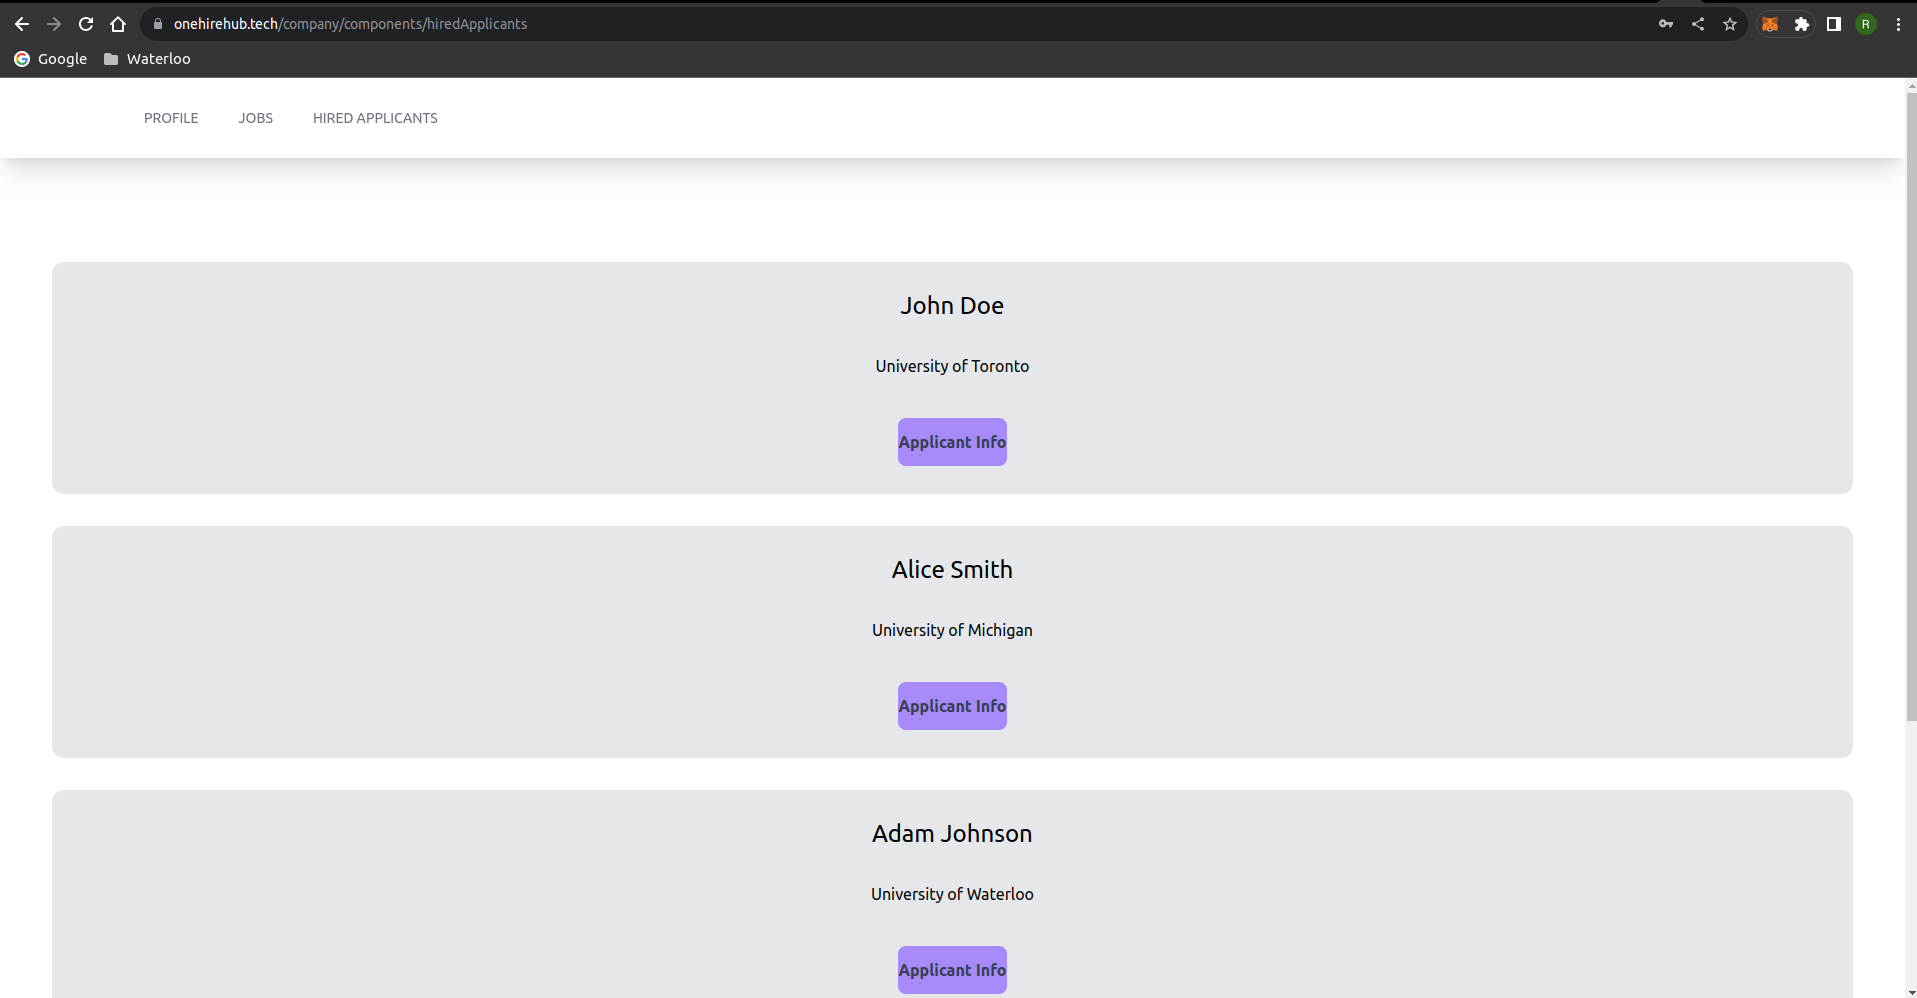 onehirehub.tech/company/components/hiredApplicants
R
Google Waterloo
PROFILE JOBS HIRED APPLICANTS
John Doe
University of Toronto
Applicant Info
Alice Smith
University of Michigan
Applicant Info
Adam Johnson
University of Waterloo
Applicant Info